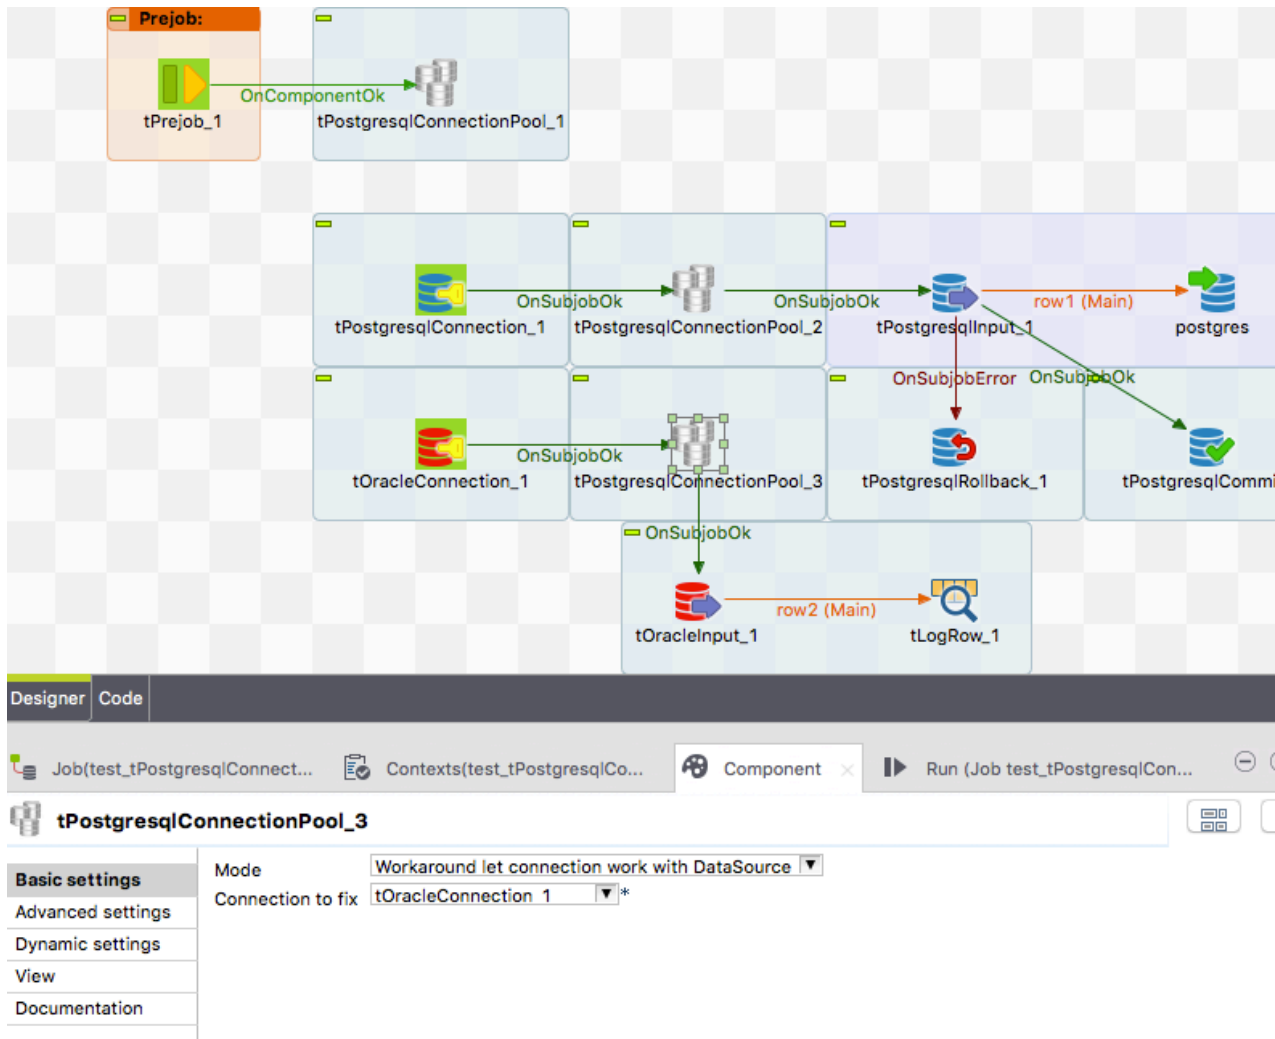 Prejob:
OnComponentOk
tPrejob_1
tPostgresqlConnectionPool_1
OnSubjobOk
OnSubjobOk
row1 (Main)
tPostgresqlConnection_1
tPostgresqlConnectionPool_2
tPostgresqlInput_1
postgres
OnSubjobError
OnSubjobOk
OnSubjobOk
tOracleConnection_1
tPostgresqlConnectionPool_3
tPostgresqlRollback_1
tPostgresqlCommi
OnSubjobOk
row2 (Main)
tOracleInput_1
tLogRow_1
Designer
Code
Job(test_tPostgresqlConnect...
Contexts(test_tPostgresqlCo...
Component
Run (Job test_tPostgresqlCon...
tPostgresqlConnectionPool_3
Basic settings
Advanced settings
Dynamic settings
View
Documentation
Mode
Workaround let connection work with DataSource
Connection to fix
tOracleConnection_1
*